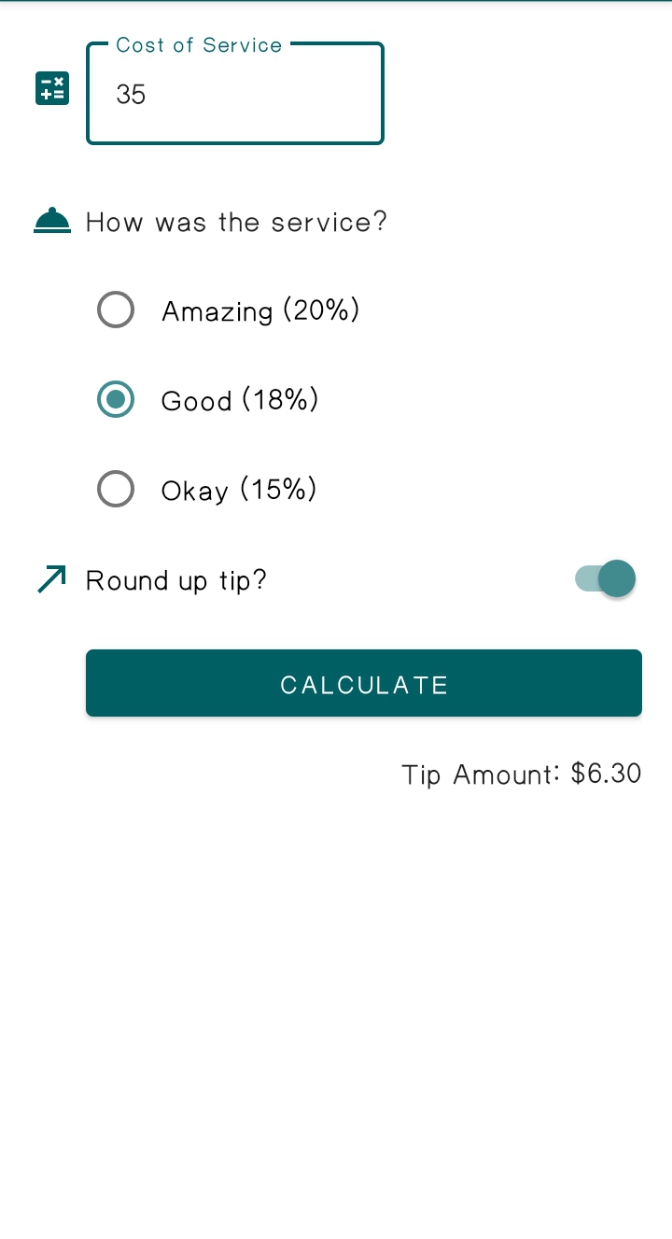 Cost of Service
35
How was the service?
Amazing (20%)
Good (18%)
Okay (15%)
Round up tip?
CALCULATE
Tip Amount: $6.30